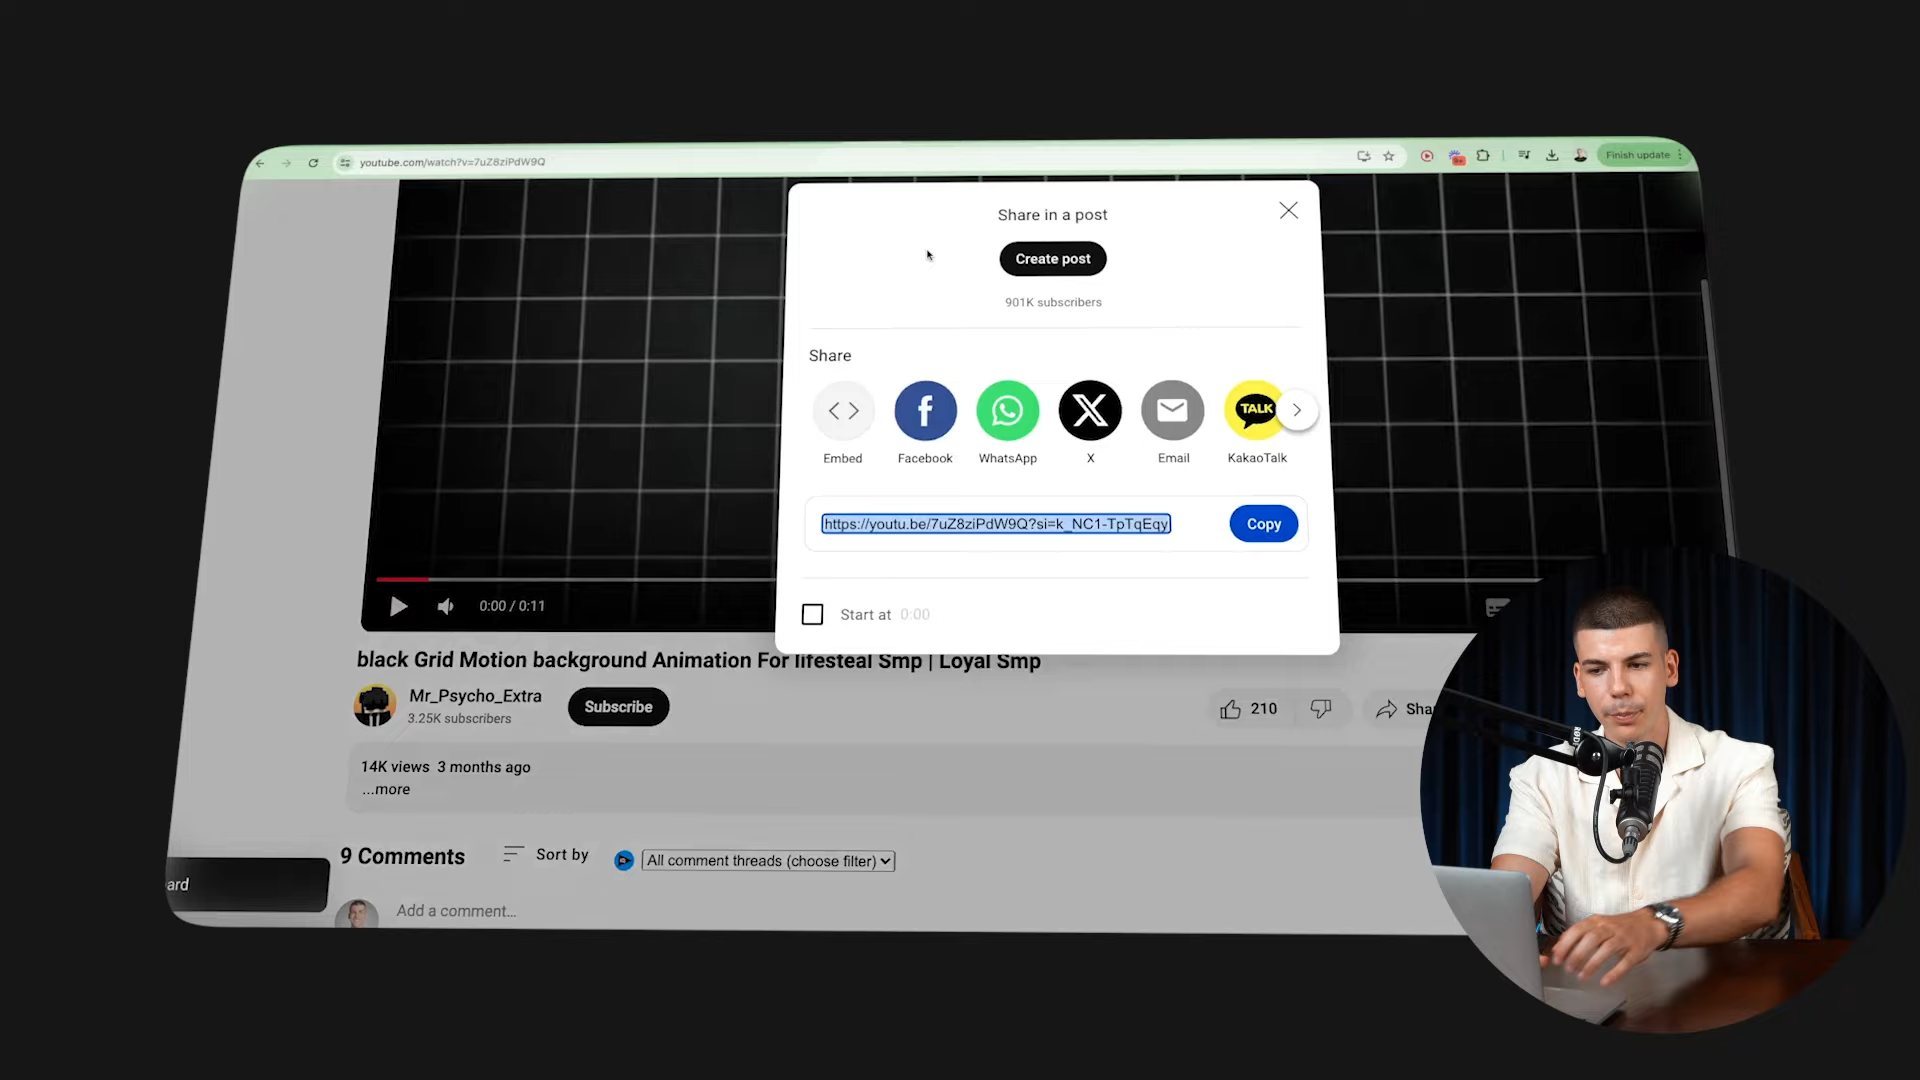 youtube.com/watch?v=7uZ8ziPdW9Q
Finish update
Share in a post
Create post
901K subscribers
Share
TALK
Embed
Facebook
WhatsApp
X
Email
KakaoTalk
https://youtu.be/7uZ8ziPdW9Q?si=k_NC1-TpTqEqy
Copy
Start at 0:00
0:00 / 0:11
black Grid Motion background Animation For lifesteal Smp | Loyal Smp
Mr_Psycho_Extra
3.25K subscribers
Subscribe
210
Sha
14K views 3 months ago
...more
9 Comments
Sort by
All comment threads (choose filter)
ard
Add a comment...
RØDE